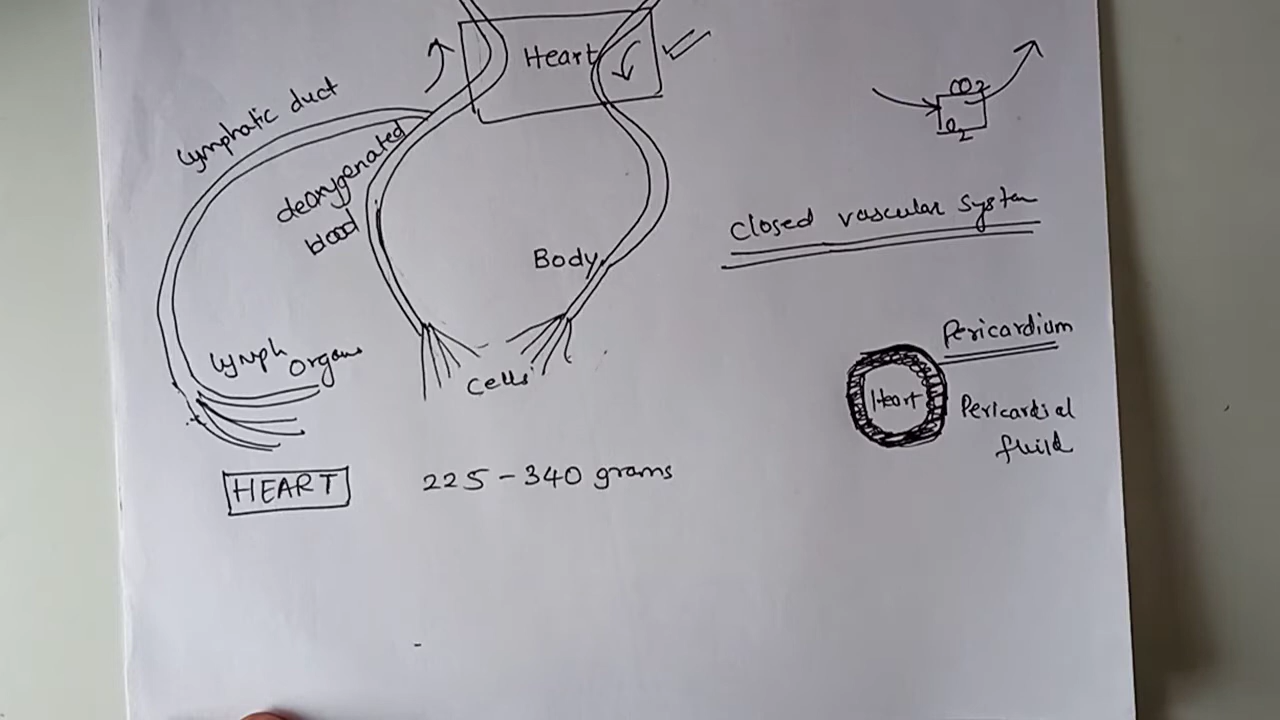 Heart
CO2
O2
Lymphatic duct
deoxygenated
blood
closed vascular system
Body
Pericardium
Lymph organs
Cells
Heart
Pericardial
fluid
HEART
225 - 340 grams